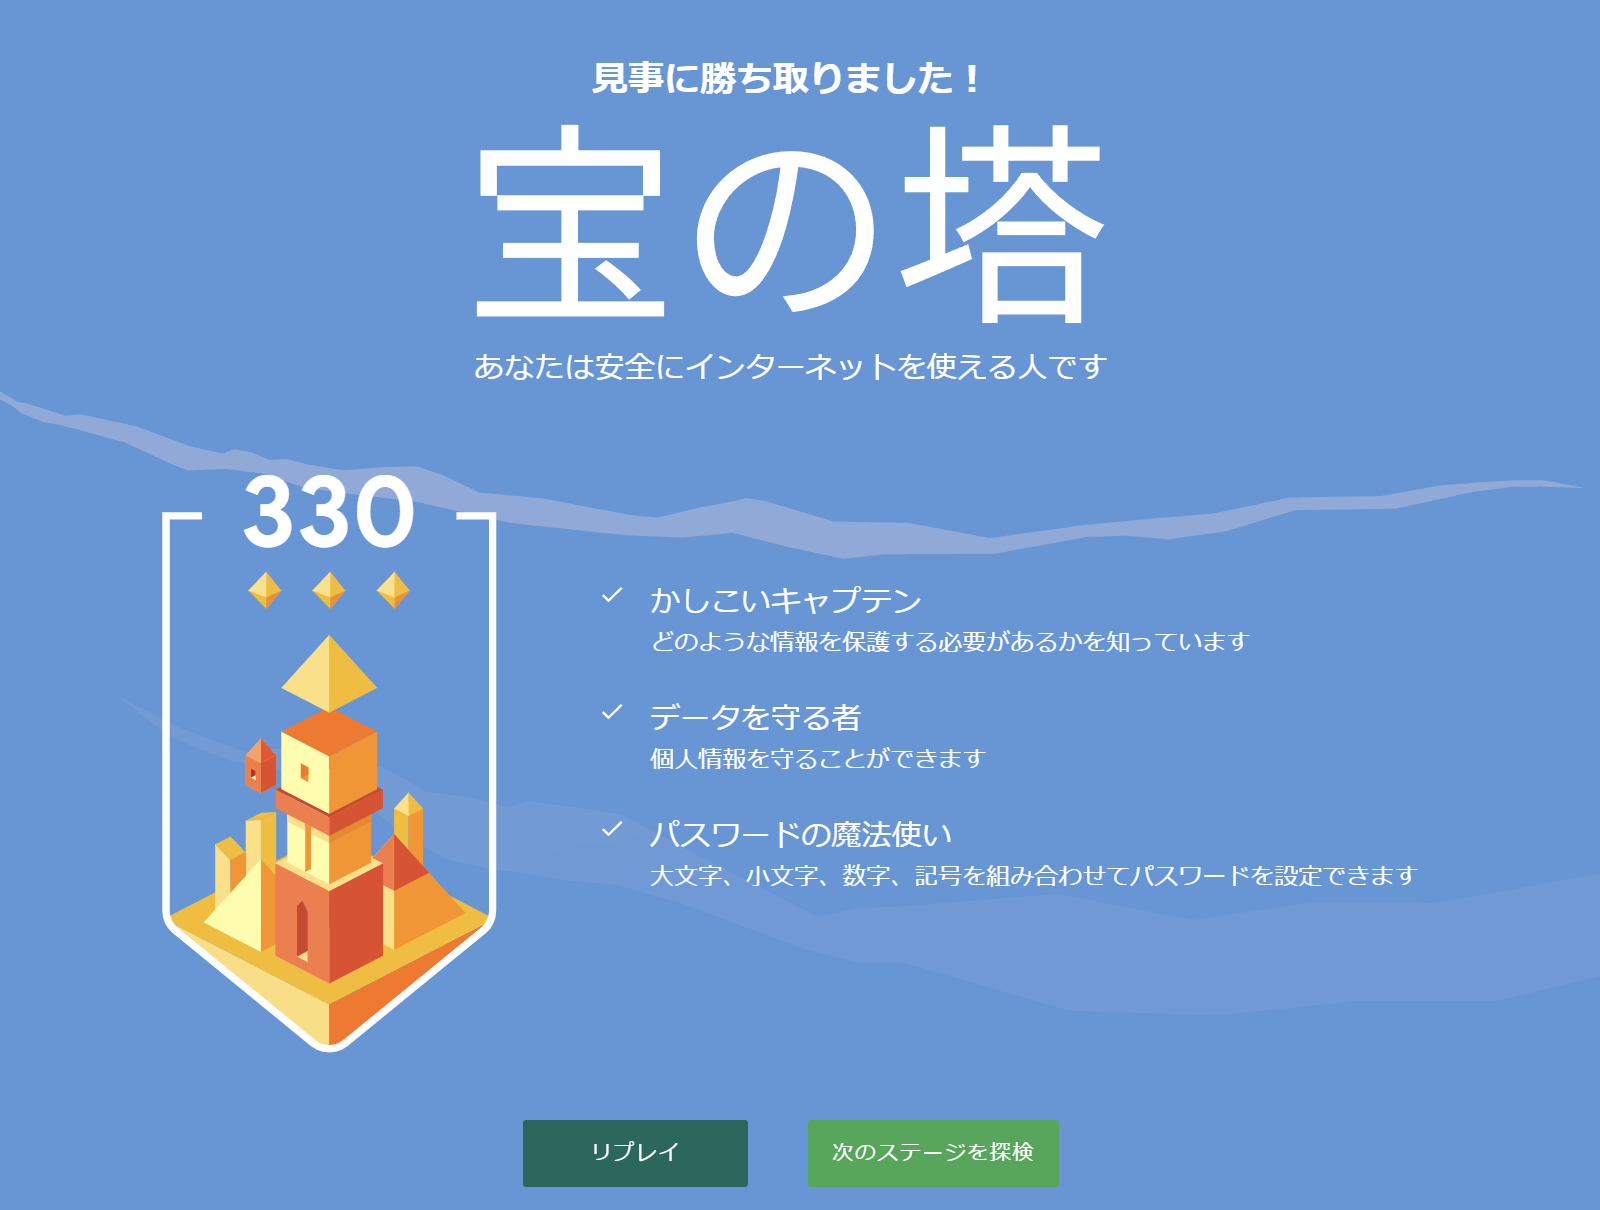 見事に勝ち取りました！
宝の塔
あなたは安全にインターネットを使える人です
330
かしこいキャプテン
どのような情報を保護する必要があるかを知っています
データを守る者
個人情報を守ることができます
パスワードの魔法使い
大文字、小文字、数字、記号を組み合わせてパスワードを設定できます
リプレイ
次のステージを探検